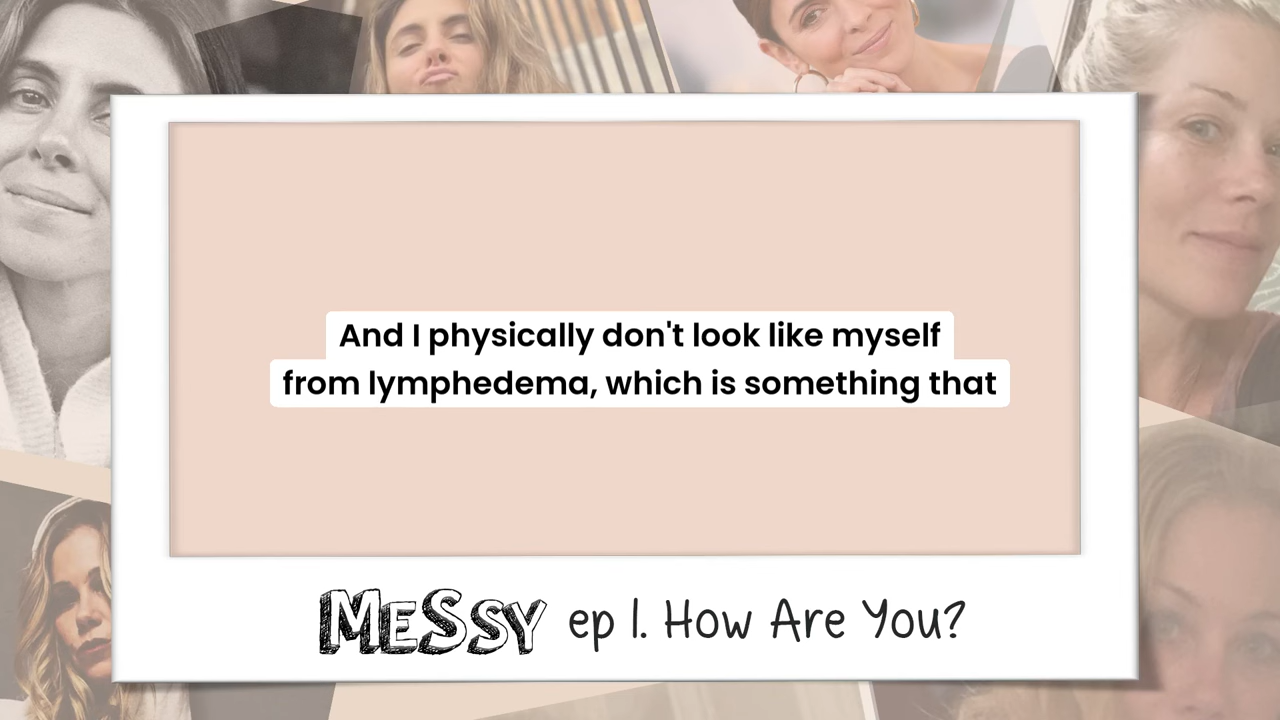 And I physically don't look like myself
from lymphedema, which is something that
MeSSY ep 1. How Are You?